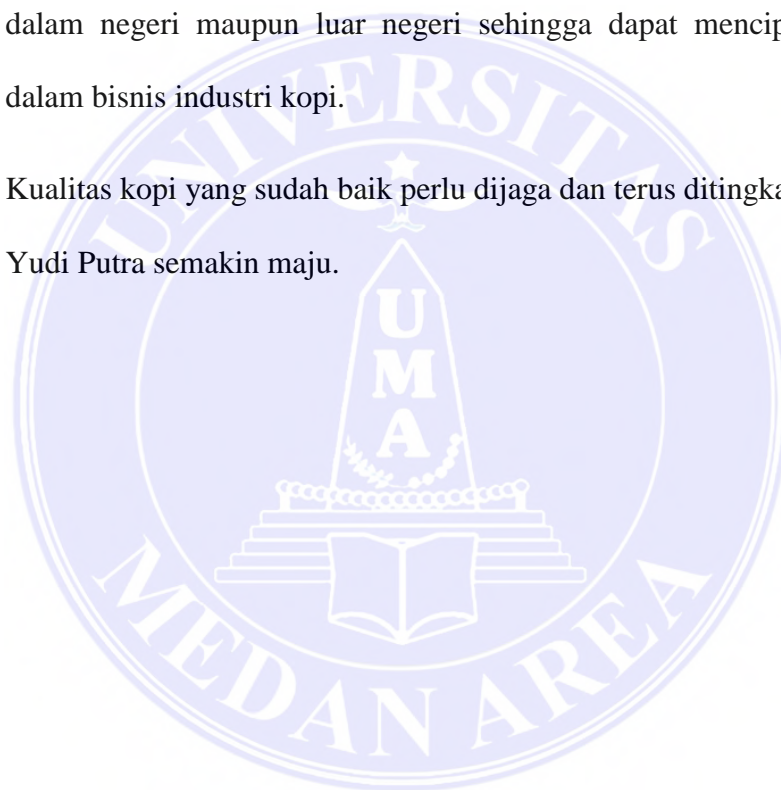 dalam negeri maupun luar negeri sehingga dapat mencip
dalam bisnis industri kopi.
Kualitas kopi yang sudah baik perlu dijaga dan terus ditingka
Yudi Putra semakin maju.
UNIVERSITAS
UMA
MEDAN AREA